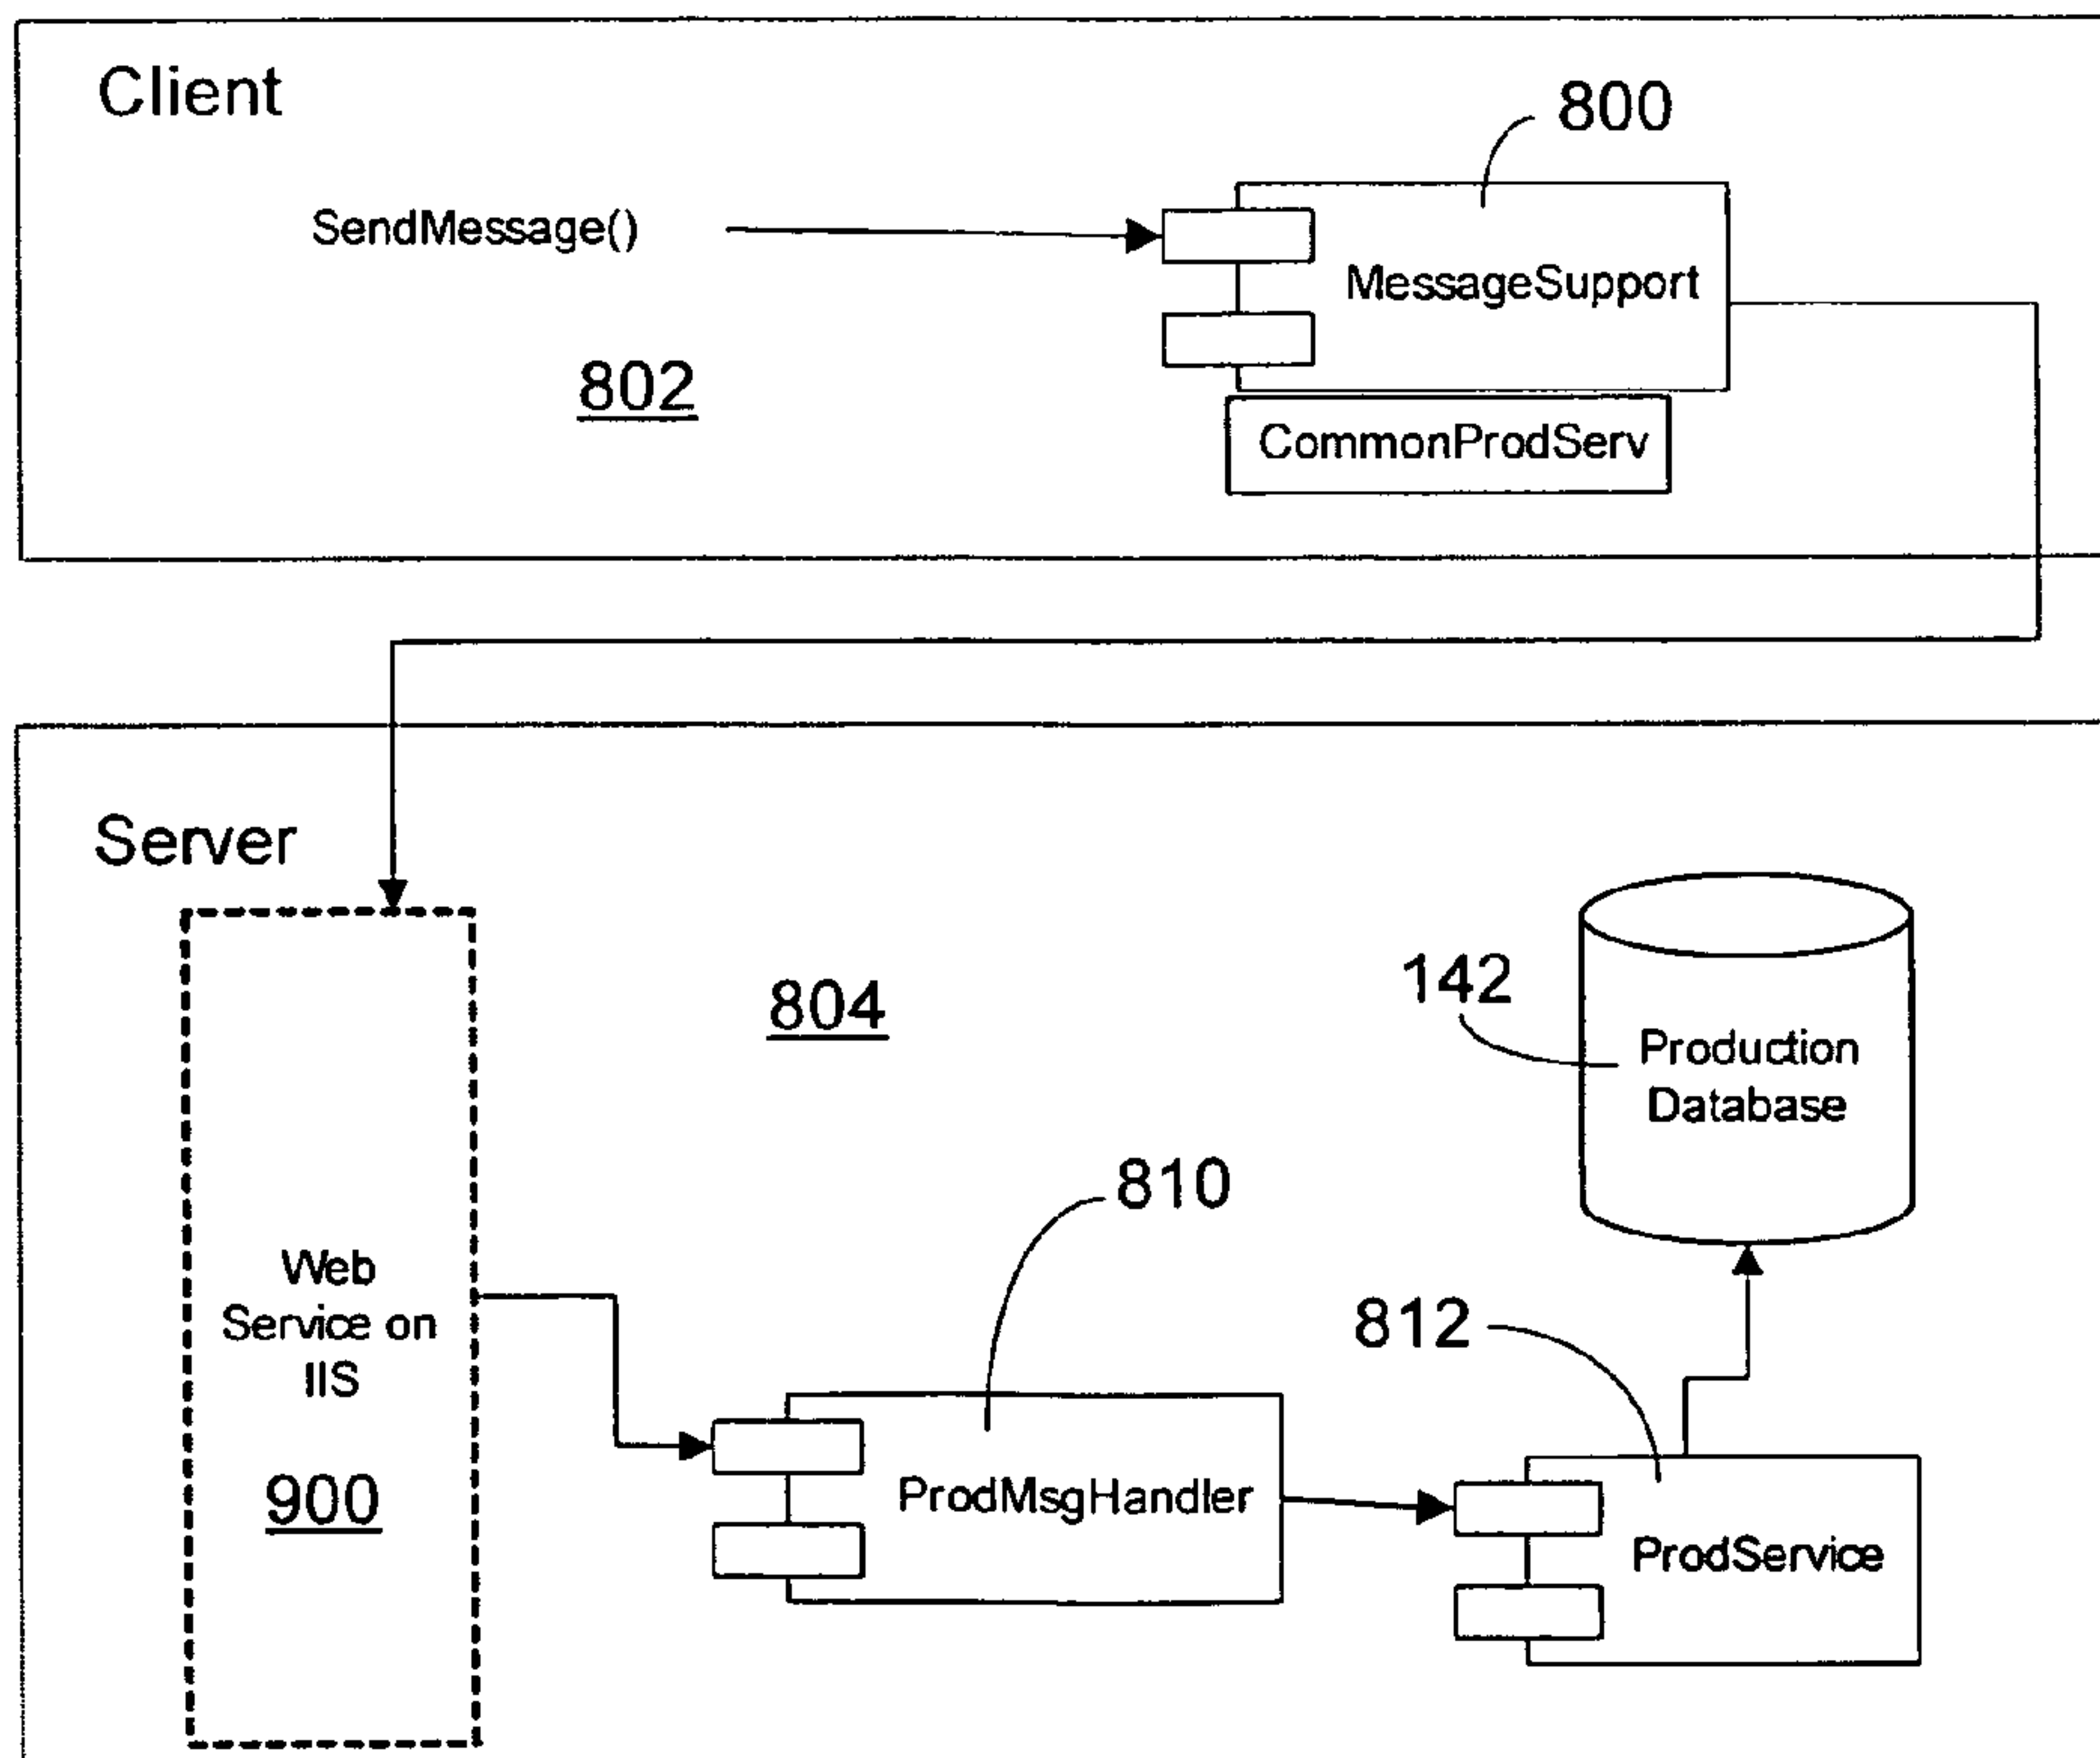 Client
800
SendMessage()
MessageSupport
802
CommonProdServ
Server
142
804
Production
Database
810
Web
Service on
IIS
812
900
ProdMsgHandler
ProdService